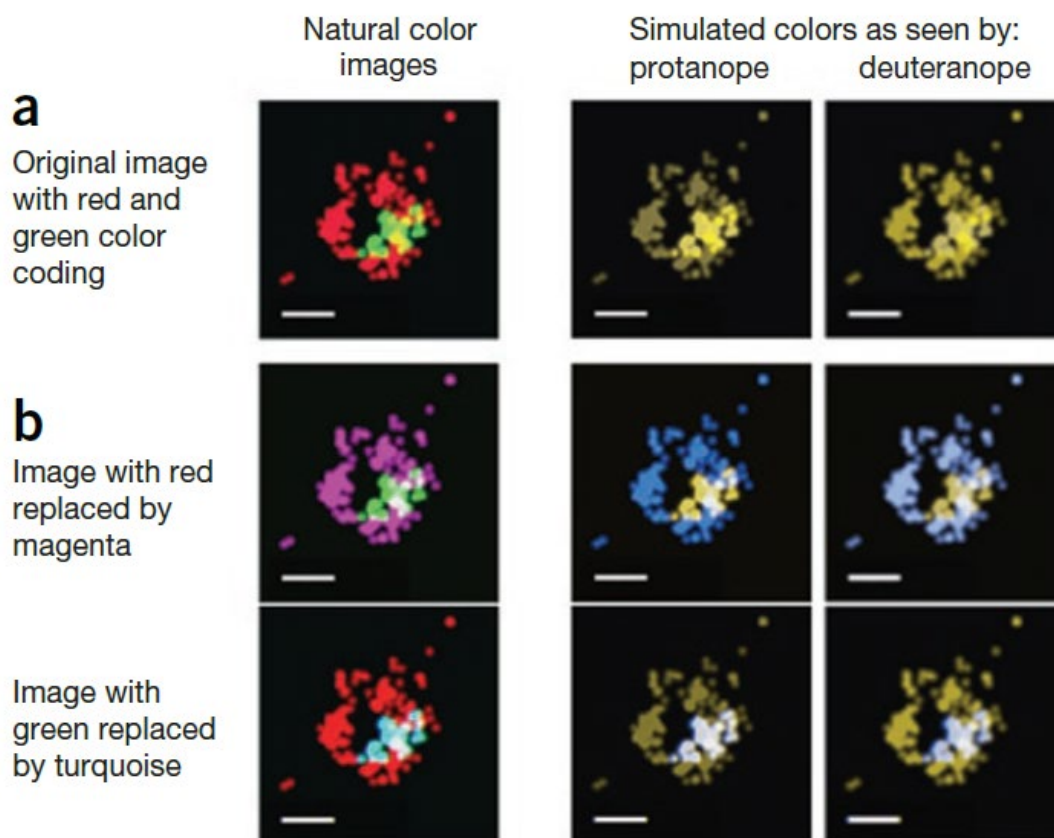 Natural color
images
Simulated colors as seen by:
protanope
deuteranope
a
Original image
with red and
green color
coding
b
Image with red
replaced by
magenta
Image with
green replaced
by turquoise